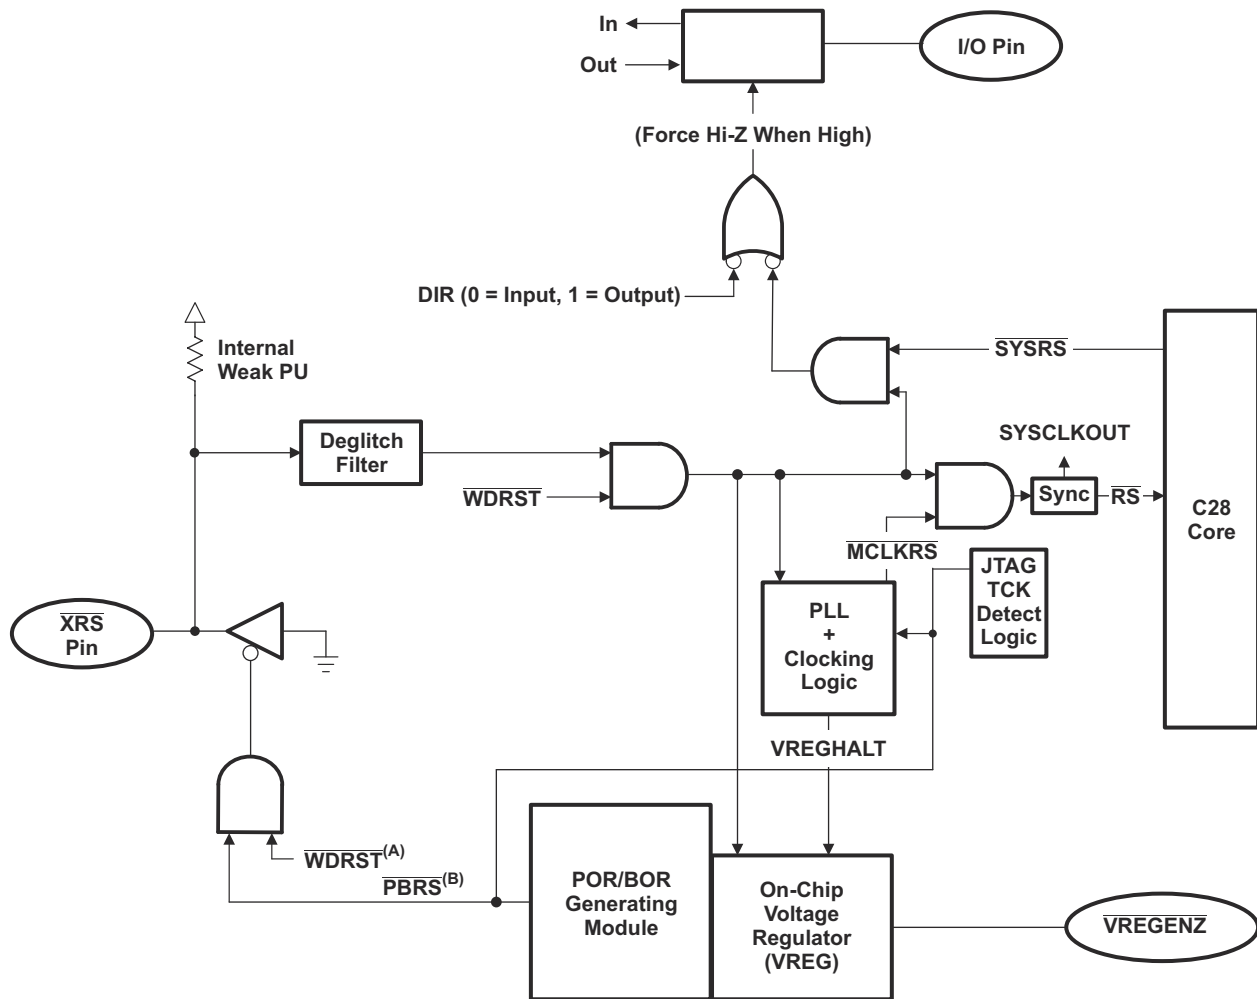 In
Out
I/O Pin
(Force Hi-Z When High)
DIR (0 = Input, 1 = Output)
Internal
Weak PU
SYSRS
Deglitch
Filter
SYSCLKOUT
WDRST
Sync
RS
C28
Core
MCLKRS
JTAG
TCK
Detect
Logic
PLL
+
Clocking
Logic
XRS
Pin
VREGHALT
WDRST(A)
PBRS(B)
POR/BOR
Generating
Module
On-Chip
Voltage
Regulator
(VREG)
VREGENZ